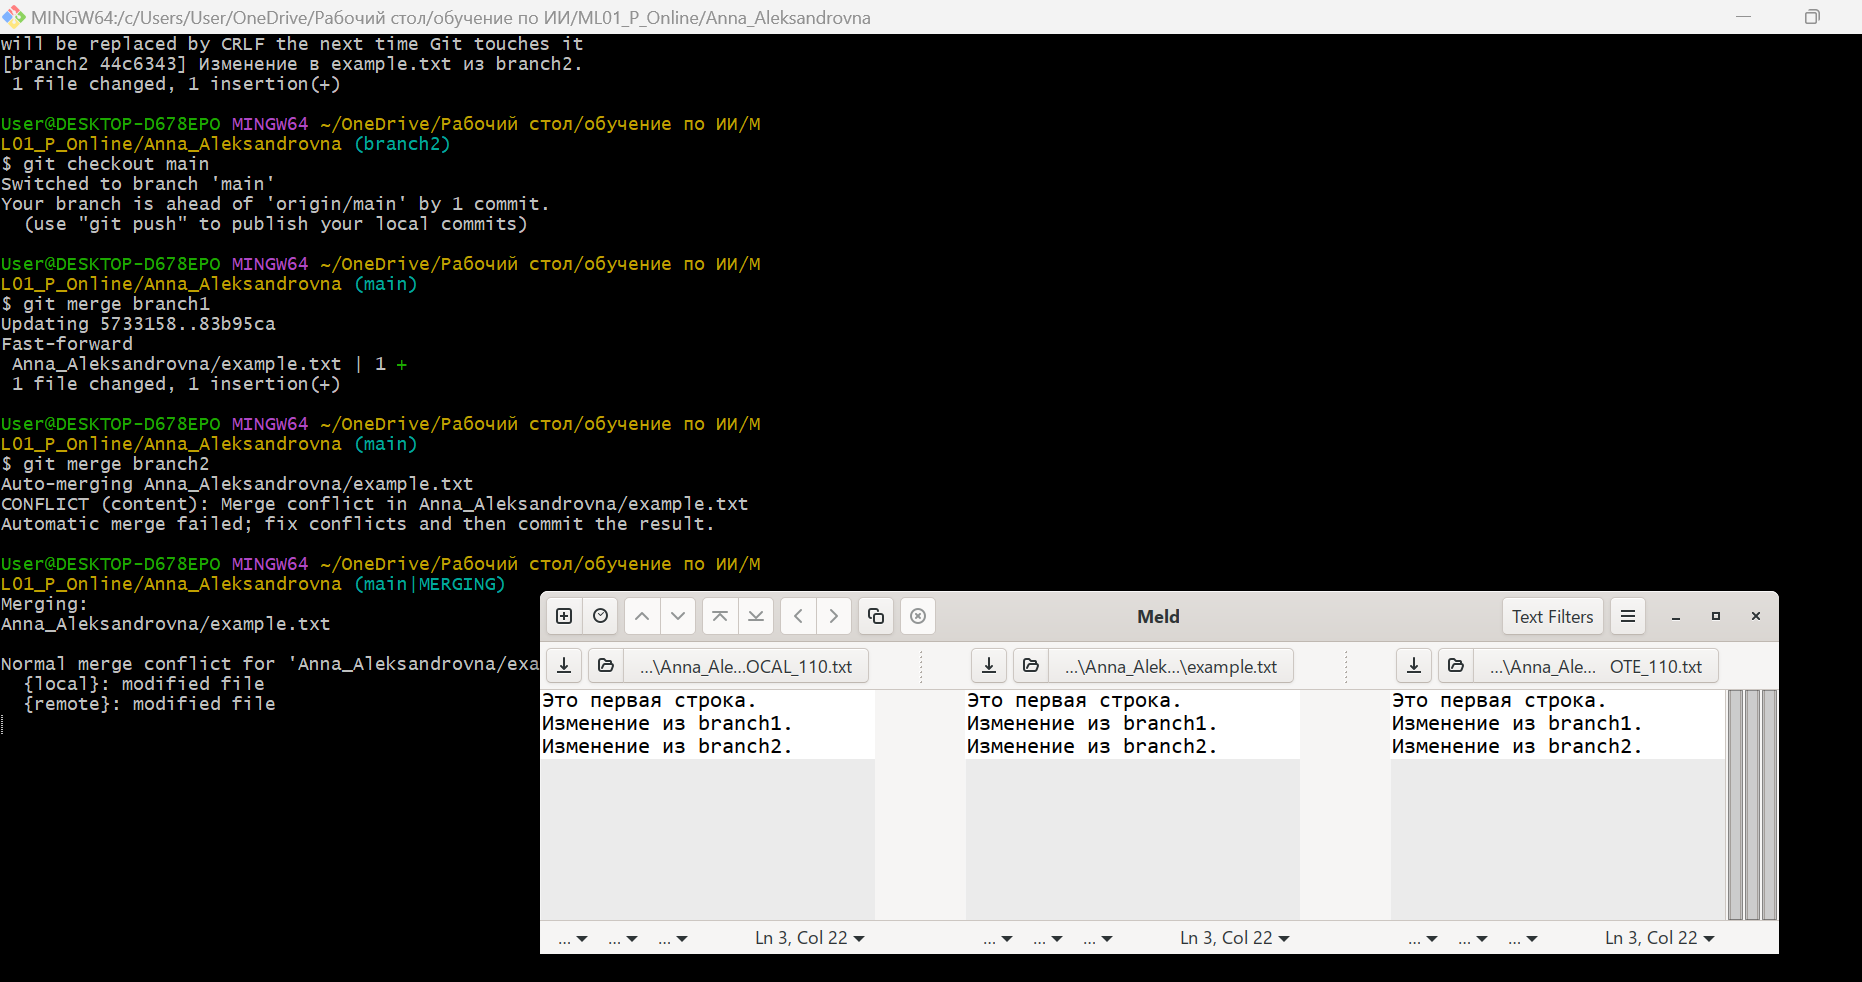 MINGW64:/c/Users/User/OneDrive/Рабочий стол/обучение по ИИ/ML01_P_Online/Anna_Aleksandrovna
will be replaced by CRLF the next time Git touches it
[branch2 44c6343] Изменение в example.txt из branch2.
 1 file changed, 1 insertion(+)
User@DESKTOP-D678EPO MINGW64 ~/OneDrive/Рабочий стол/обучение по ИИ/M
L01_P_Online/Anna_Aleksandrovna (branch2)
$ git checkout main
Switched to branch 'main'
Your branch is ahead of 'origin/main' by 1 commit.
  (use "git push" to publish your local commits)
User@DESKTOP-D678EPO MINGW64 ~/OneDrive/Рабочий стол/обучение по ИИ/M
L01_P_Online/Anna_Aleksandrovna (main)
$ git merge branch1
Updating 5733158..83b95ca
Fast-forward
 Anna_Aleksandrovna/example.txt | 1 +
 1 file changed, 1 insertion(+)
User@DESKTOP-D678EPO MINGW64 ~/OneDrive/Рабочий стол/обучение по ИИ/M
L01_P_Online/Anna_Aleksandrovna (main)
$ git merge branch2
Auto-merging Anna_Aleksandrovna/example.txt
CONFLICT (content): Merge conflict in Anna_Aleksandrovna/example.txt
Automatic merge failed; fix conflicts and then commit the result.
User@DESKTOP-D678EPO MINGW64 ~/OneDrive/Рабочий стол/обучение по ИИ/M
L01_P_Online/Anna_Aleksandrovna (main|MERGING)
Merging:
Anna_Aleksandrovna/example.txt
Normal merge conflict for 'Anna_Aleksandrovna/exa
  {local}: modified file
  {remote}: modified file
Meld
Text Filters
...\Anna_Ale...OCAL_110.txt
...\Anna_Alek...\example.txt
...\Anna_Ale... OTE_110.txt
Это первая строка.
Изменение из branch1.
Изменение из branch2.
Это первая строка.
Изменение из branch1.
Изменение из branch2.
Это первая строка.
Изменение из branch1.
Изменение из branch2.
... ... ... Ln 3, Col 22
... ... ... Ln 3, Col 22
... ... ... Ln 3, Col 22